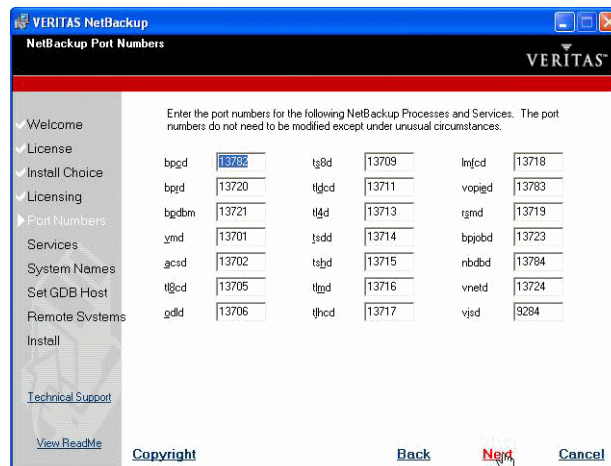 VERITAS NetBackup
NetBackup Port Numbers
VERITAS
Enter the port numbers for the following NetBackup Processes and Services. The port
numbers do not need to be modified except under unusual circumstances.
Welcome
License
Install Choice
Licensing
Port Numbers
Services
System Names
Set GDB Host
Remote Systems
Install
Technical Support
View ReadMe
bpcd 13782 ts8d 13709 lmfcd 13718
bprd 13720 tldcd 13711 vopied 13783
bpdbm 13721 tl4d 13713 rsmd 13719
vmd 13701 tsdd 13714 bpjobd 13723
acsd 13702 tshd 13715 nbdbd 13784
tl8cd 13705 tlmd 13716 vnetd 13724
odld 13706 tlhcd 13717 visd 9284
Copyright Back Next Cancel